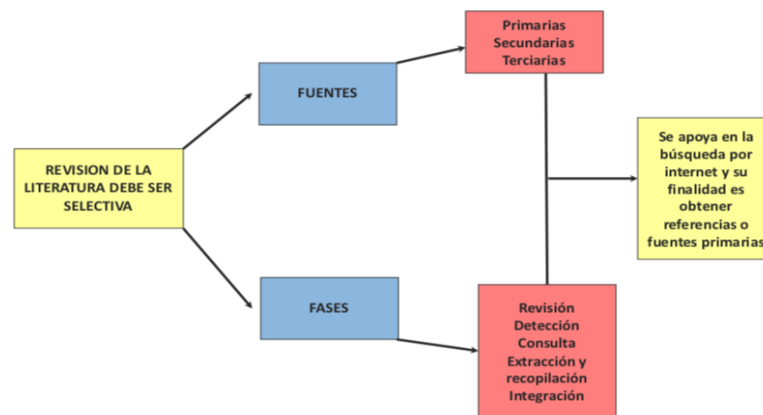 Primarias
Secundarias
Terciarias
FUENTES
REVISION DE LA
LITERATURA DEBE SER
SELECTIVA
Se apoya en la
búsqueda por
internet y su
finalidad es
obtener
referencias o
fuentes primarias
FASES
Revisión
Detección
Consulta
Extracción y
recopilación
Integración